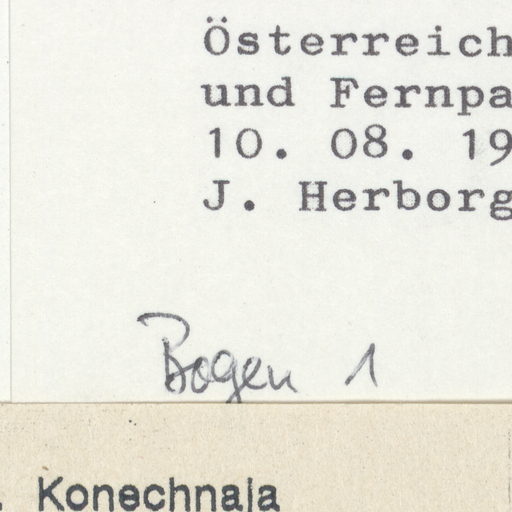 Österreich
und Fernpa
10. 08. 19
J. Herborg
Bogen 1
. Konechnaja